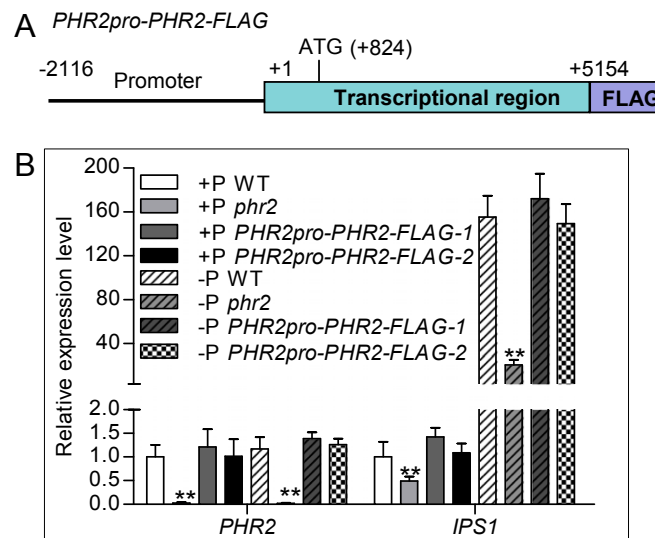 A PHR2pro-PHR2-FLAG
-2116 Promoter +1 ATG (+824) +5154
Transcriptional region FLAG
B
200
160
120
80
40
2.0
1.5
1.0
0.5
0.0
Relative expression level
+P WT
+P phr2
+P PHR2pro-PHR2-FLAG-1
+P PHR2pro-PHR2-FLAG-2
-P WT
-P phr2
-P PHR2pro-PHR2-FLAG-1
-P PHR2pro-PHR2-FLAG-2
** ** ** **
PHR2 IPS1